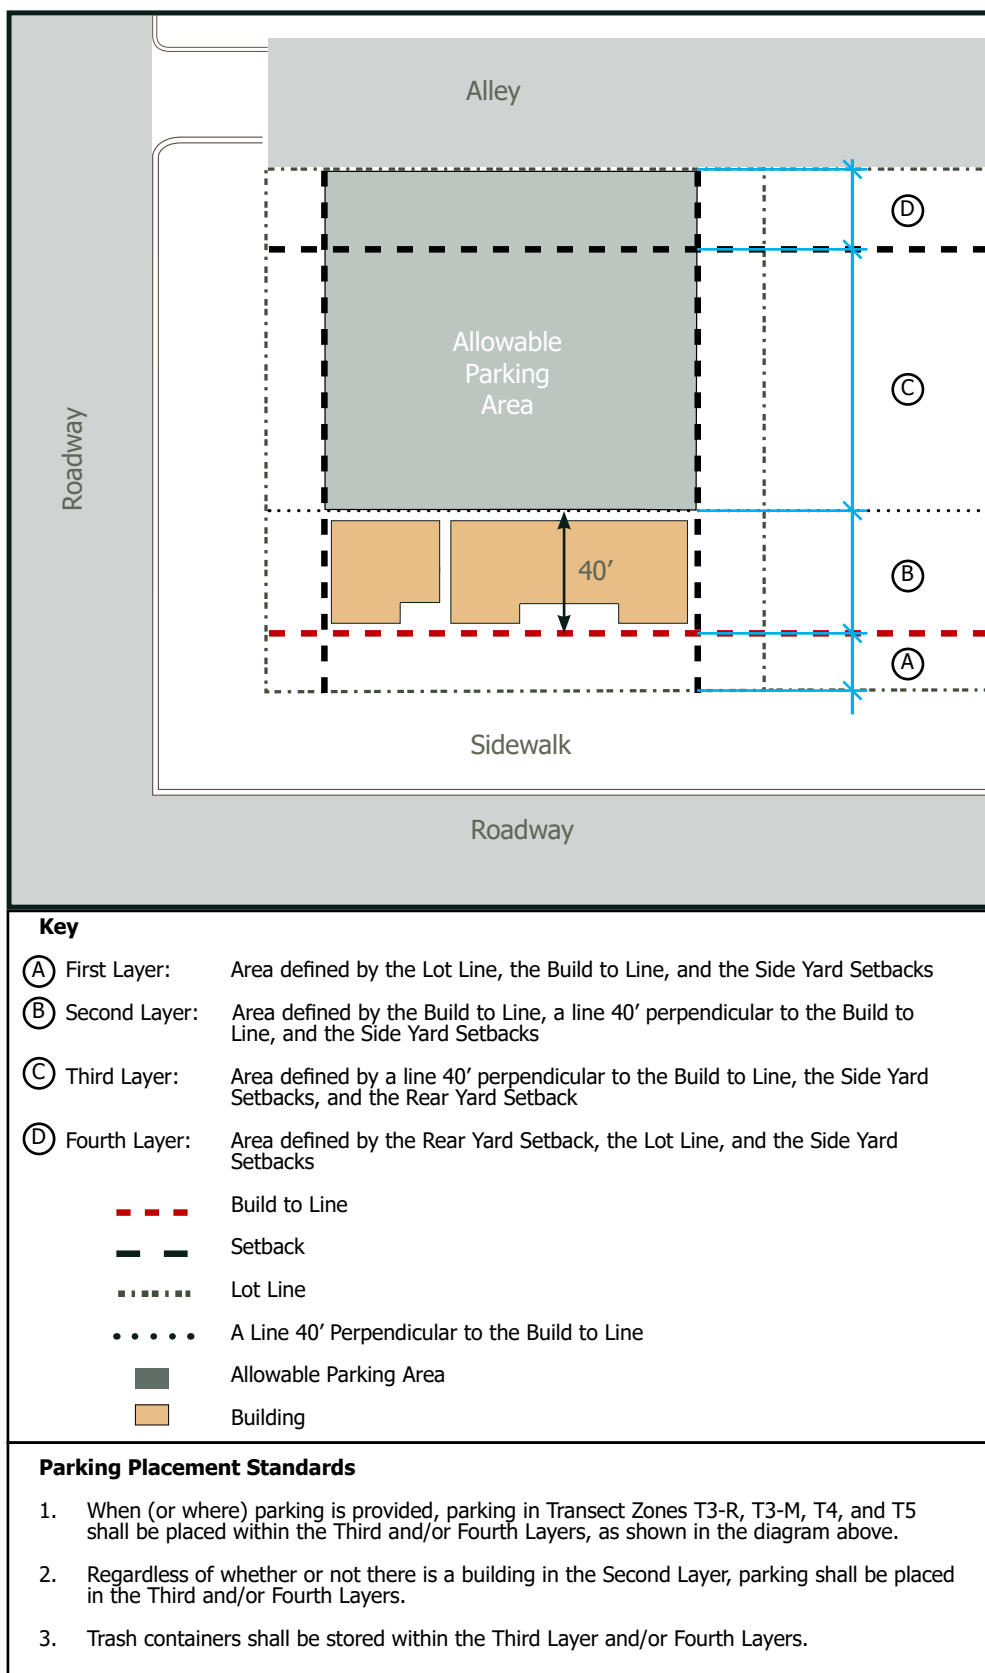 Alley
D
Allowable
Parking
Area
C
Roadway
40′
B
A
Sidewalk
Roadway
Key
A First Layer: Area defined by the Lot Line, the Build to Line, and the Side Yard Setbacks
B Second Layer: Area defined by the Build to Line, a line 40′ perpendicular to the Build to
Line, and the Side Yard Setbacks
C Third Layer: Area defined by a line 40′ perpendicular to the Build to Line, the Side Yard
Setbacks, and the Rear Yard Setback
D Fourth Layer: Area defined by the Rear Yard Setback, the Lot Line, and the Side Yard
Setbacks
Build to Line
Setback
Lot Line
A Line 40′ Perpendicular to the Build to Line
Allowable Parking Area
Building
Parking Placement Standards
1. When (or where) parking is provided, parking in Transect Zones T3-R, T3-M, T4, and T5
shall be placed within the Third and/or Fourth Layers, as shown in the diagram above.
2. Regardless of whether or not there is a building in the Second Layer, parking shall be placed
in the Third and/or Fourth Layers.
3. Trash containers shall be stored within the Third Layer and/or Fourth Layers.